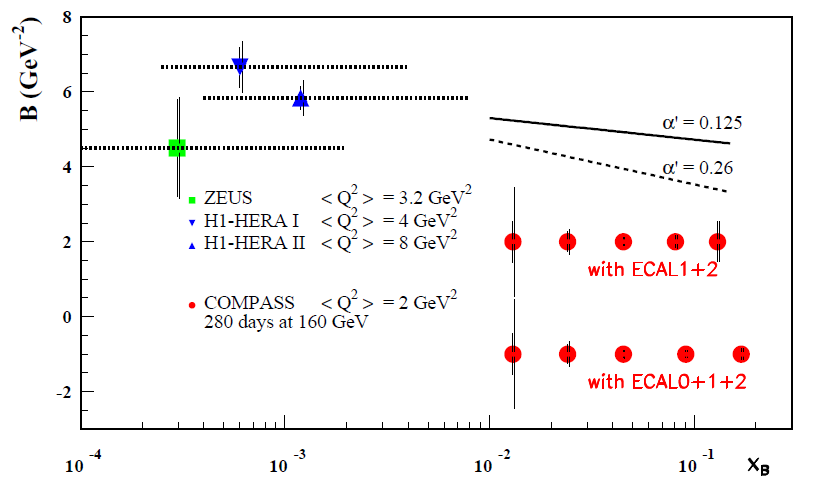 B (GeV⁻²)
8
6
4
2
0
-2
α' = 0.125
α' = 0.26
ZEUS < Q² > = 3.2 GeV²
H1-HERA I < Q² > = 4 GeV²
H1-HERA II < Q² > = 8 GeV²
with ECAL1+2
COMPASS < Q² > = 2 GeV²
280 days at 160 GeV
with ECAL0+1+2
10⁻⁴ 10⁻³ 10⁻² 10⁻¹ x_B